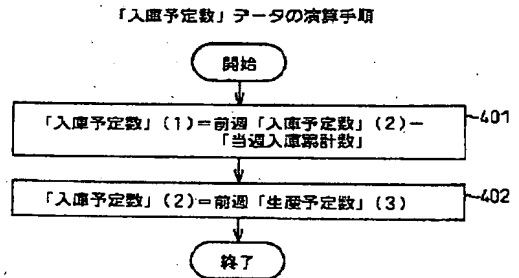 「入庫予定数」データの演算手順
開始
「入庫予定数」(1)=前週「入庫予定数」(2)−
「当週入庫累計数」
401
「入庫予定数」(2)=前週「生産予定数」(3)
402
終了